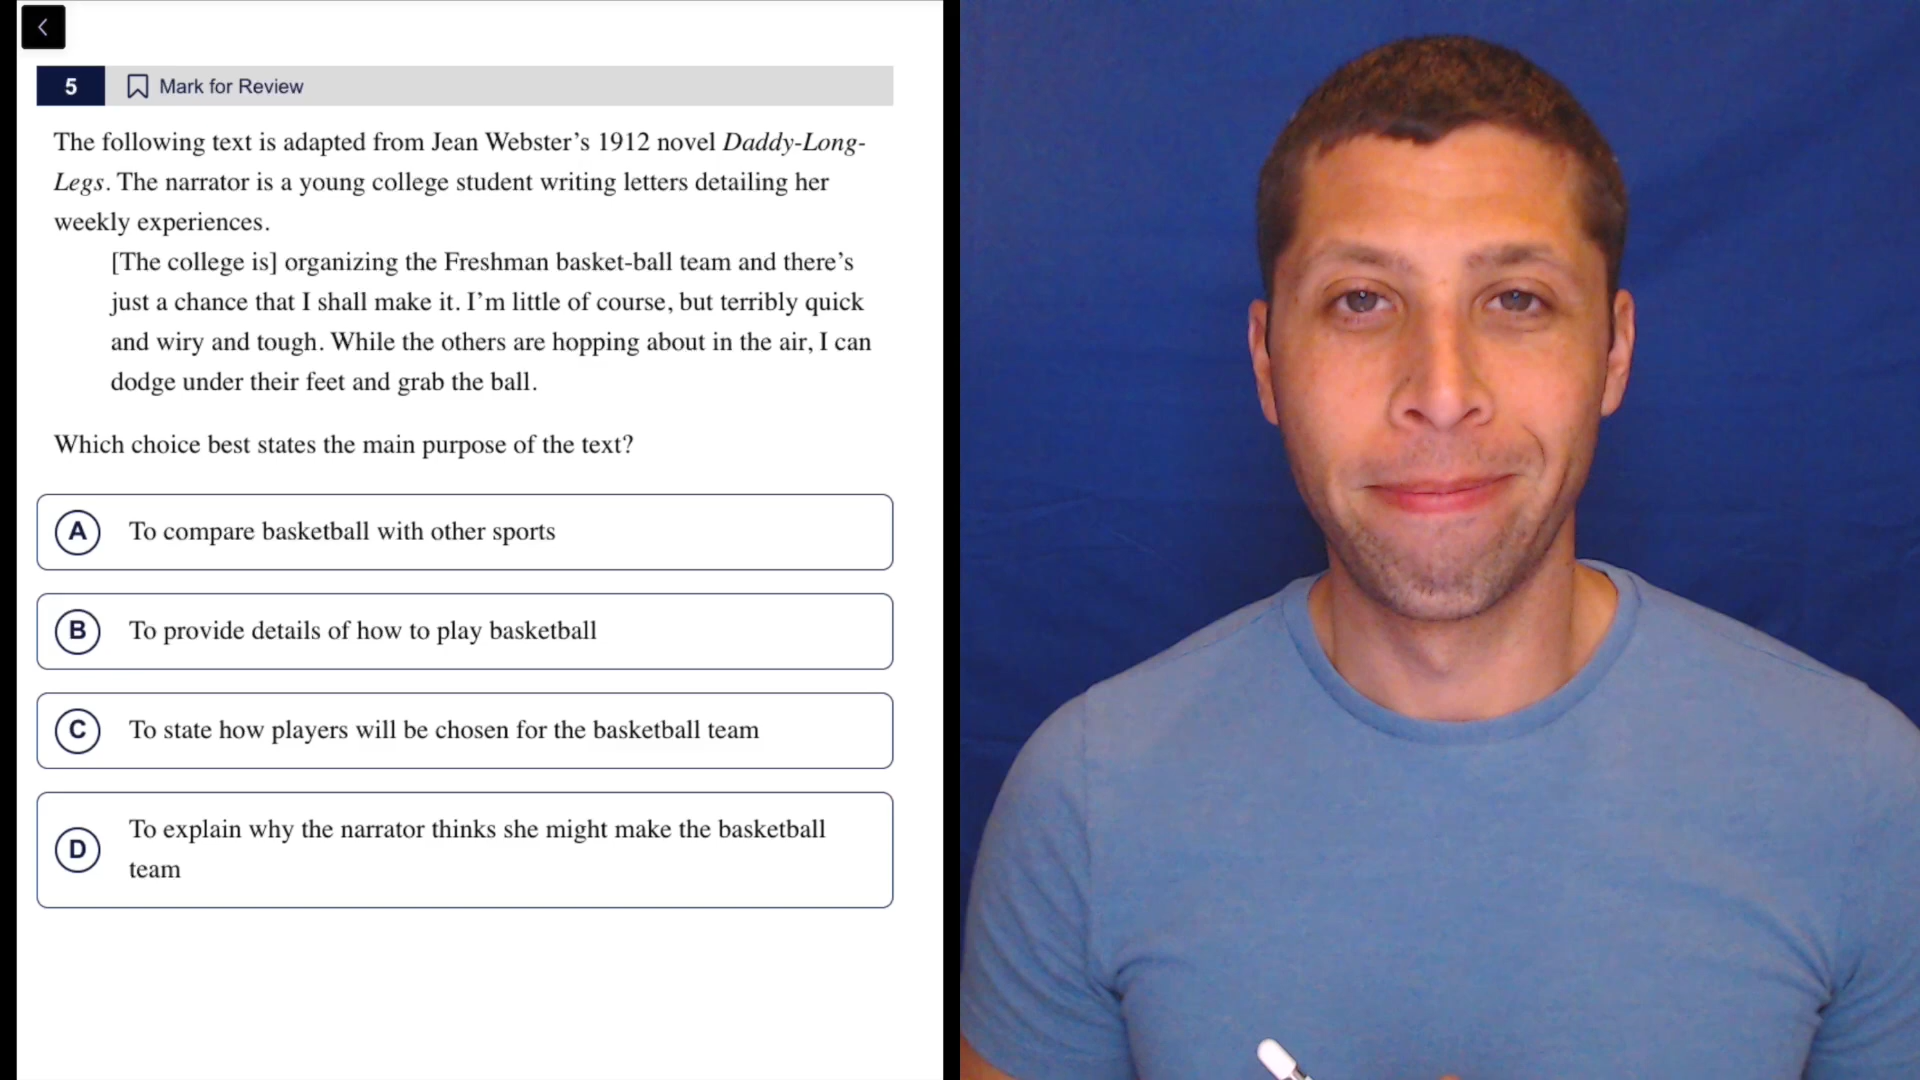 5 Mark for Review
The following text is adapted from Jean Webster’s 1912 novel Daddy-Long-
Legs. The narrator is a young college student writing letters detailing her
weekly experiences.
[The college is] organizing the Freshman basket-ball team and there’s
just a chance that I shall make it. I’m little of course, but terribly quick
and wiry and tough. While the others are hopping about in the air, I can
dodge under their feet and grab the ball.
Which choice best states the main purpose of the text?
A To compare basketball with other sports
B To provide details of how to play basketball
C To state how players will be chosen for the basketball team
D To explain why the narrator thinks she might make the basketball
team